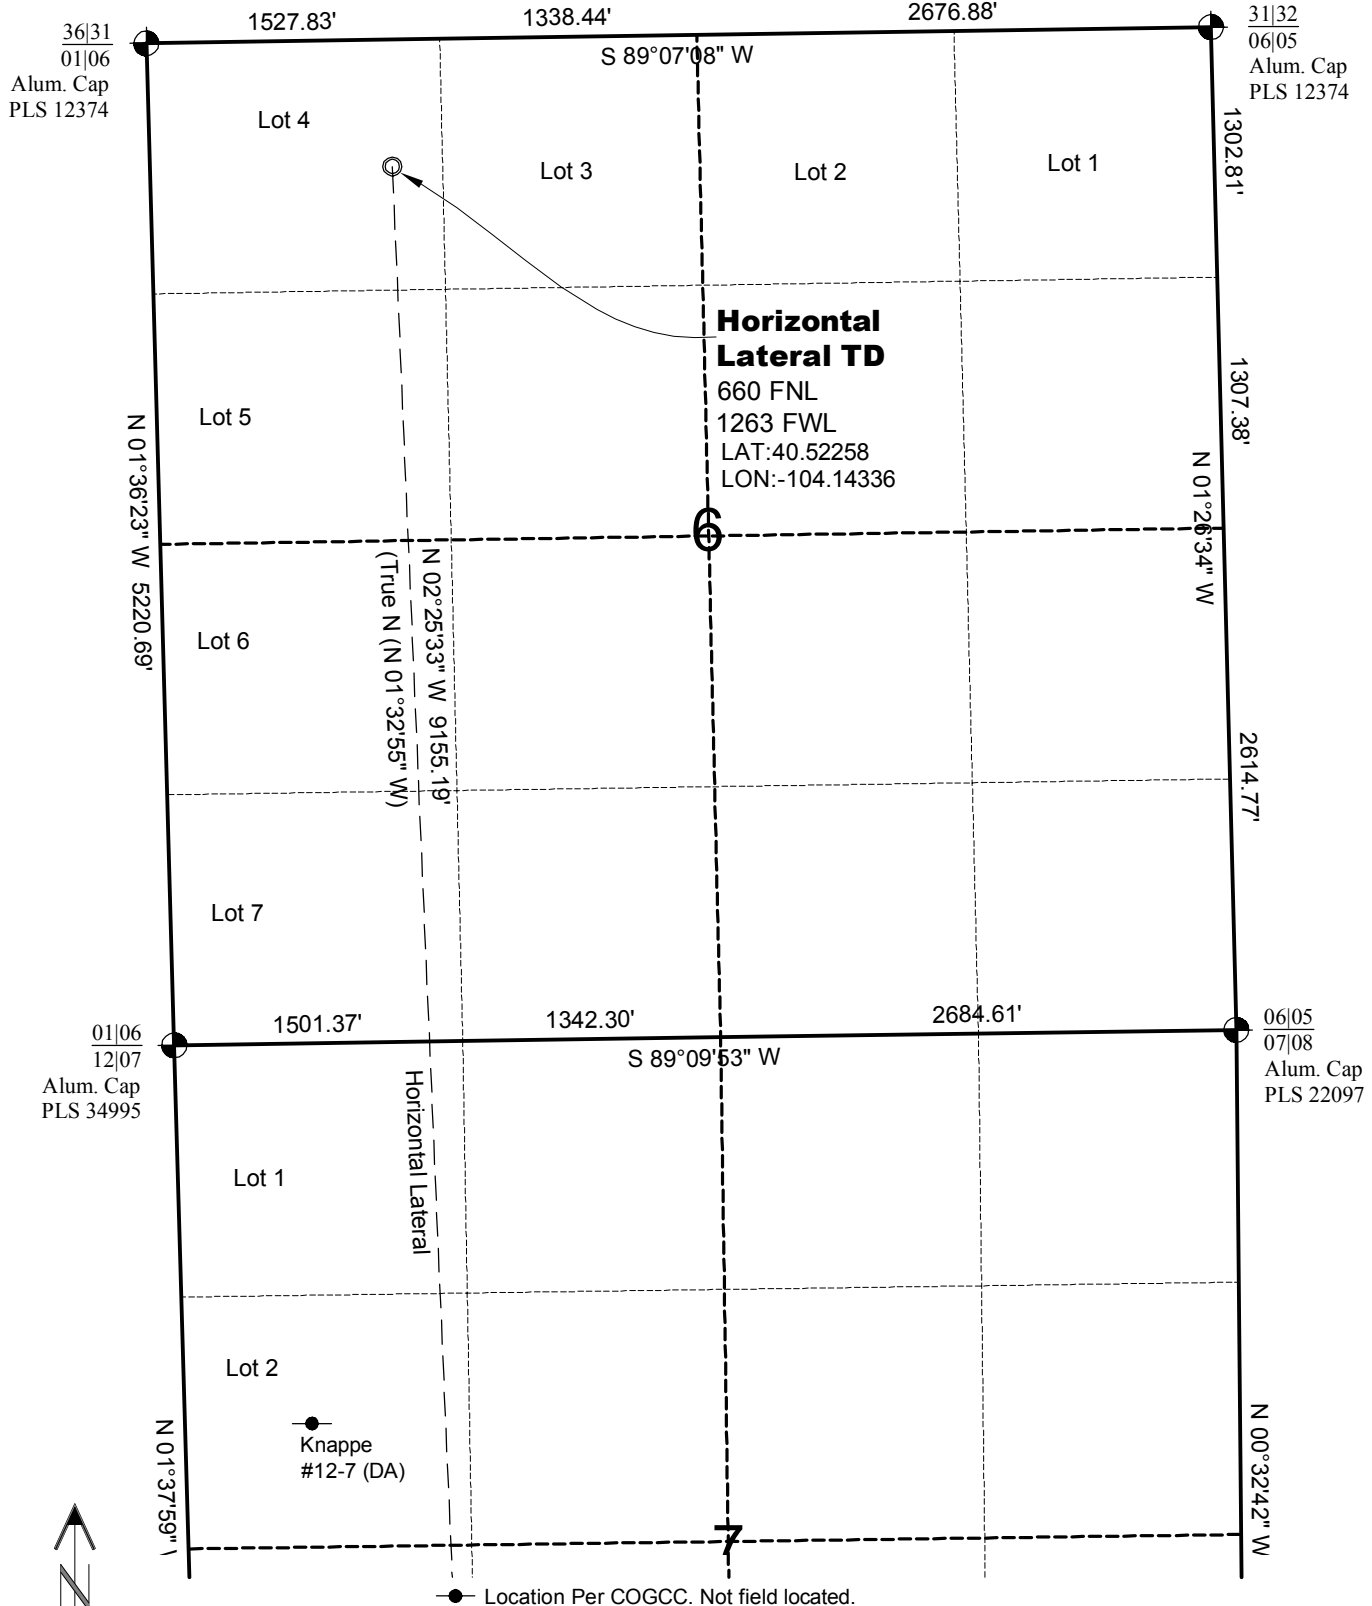 1527.83'
1338.44'
2676.88'
36|31
01|06
Alum. Cap
PLS 12374
31|32
06|05
Alum. Cap
PLS 12374
S 89°07'08" W
Lot 4
Lot 3
Lot 2
Lot 1
1302.81'
Horizontal
Lateral TD
660 FNL
1263 FWL
LAT:40.52258
LON:-104.14336
1307.38'
Lot 5
N 01°36'23" W 5220.69'
N 01°26'34" W
6
N 02°25'33" W 9155.19'
(True N (N 01°32'55" W)
Lot 6
2614.77'
Lot 7
1501.37'
1342.30'
2684.61'
01|06
12|07
Alum. Cap
PLS 34995
06|05
07|08
Alum. Cap
PLS 22097
S 89°09'53" W
Horizontal Lateral
Lot 1
Lot 2
Knappe
#12-7 (DA)
N 01°37'59"
N 00°32'42" W
7
N
Location Per COGCC. Not field located.